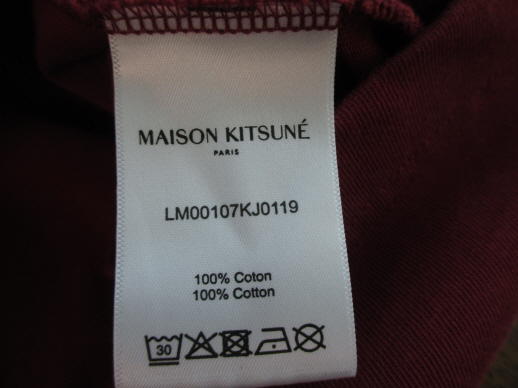 MAISON KITSUNÉ
PARIS
LM00107KJ0119
100% Coton
100% Cotton
30